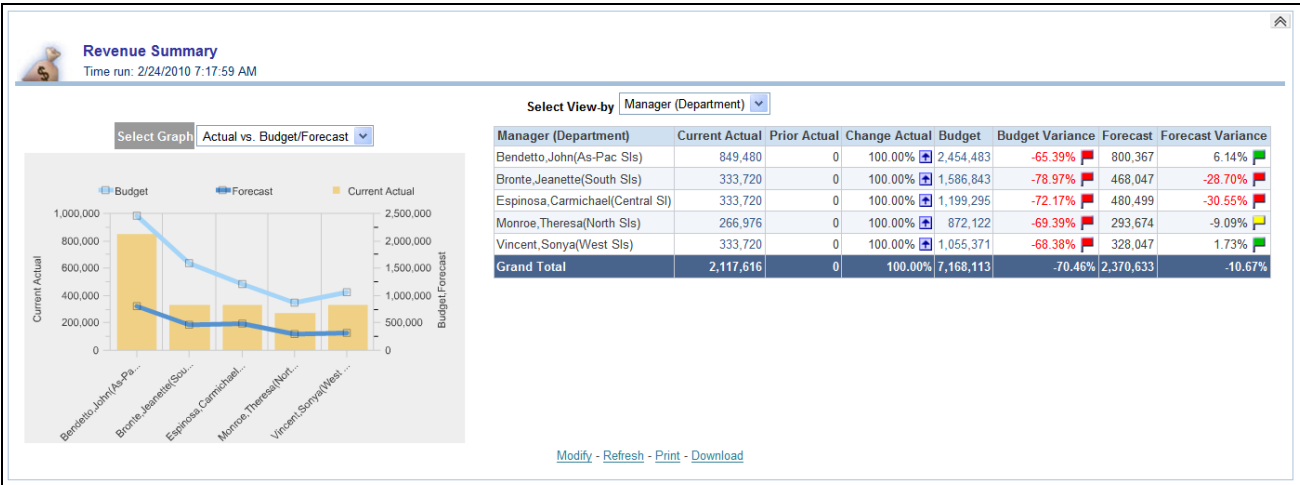 Revenue Summary
Time run: 2/24/2010 7:17:59 AM
Select View-by Manager (Department)
Select Graph Actual vs. Budget/Forecast
Budget Forecast Current Actual
1,000,000 2,500,000
800,000 2,000,000
600,000 1,500,000
400,000 1,000,000
200,000 500,000
0 0
Current Actual
Budget,Forecast
Bendetto,John(As-Pa...
Bronte,Jeanette(Sou...
Espinosa,Carmichael...
Monroe,Theresa(Nort...
Vincent,Sonya(West ...
Manager (Department) Current Actual Prior Actual Change Actual Budget Budget Variance Forecast Forecast Variance
Bendetto,John(As-Pac Sls) 849,480 0 100.00% 2,454,483 -65.39% 800,367 6.14%
Bronte,Jeanette(South Sls) 333,720 0 100.00% 1,586,843 -78.97% 468,047 -28.70%
Espinosa,Carmichael(Central Sl) 333,720 0 100.00% 1,199,295 -72.17% 480,499 -30.55%
Monroe,Theresa(North Sls) 266,976 0 100.00% 872,122 -69.39% 293,674 -9.09%
Vincent,Sonya(West Sls) 333,720 0 100.00% 1,055,371 -68.38% 328,047 1.73%
Grand Total 2,117,616 0 100.00% 7,168,113 -70.46% 2,370,633 -10.67%
Modify - Refresh - Print - Download